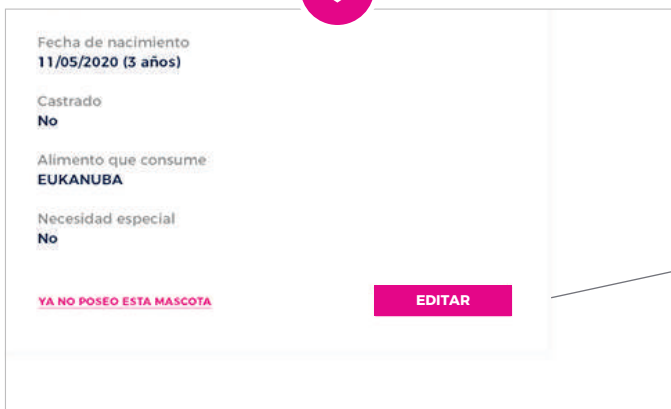 Fecha de nacimiento
11/05/2020 (3 años)
Castrado
No
Alimento que consume
EUKANUBA
Necesidad especial
No
YA NO POSEO ESTA MASCOTA
EDITAR